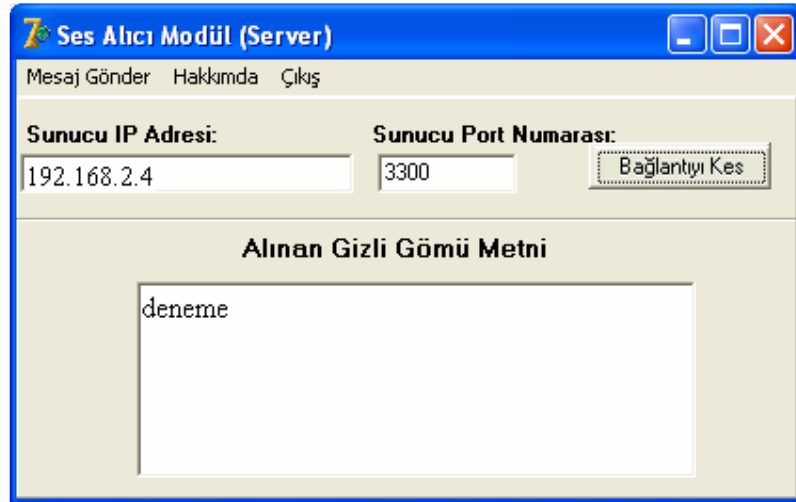 Ses Alıcı Modül (Server)
Mesaj Gönder Hakkımda Çıkış
Sunucu IP Adresi: Sunucu Port Numarası:
192.168.2.4 3300 Bağlantıyı Kes
Alınan Gizli Gömü Metni
deneme